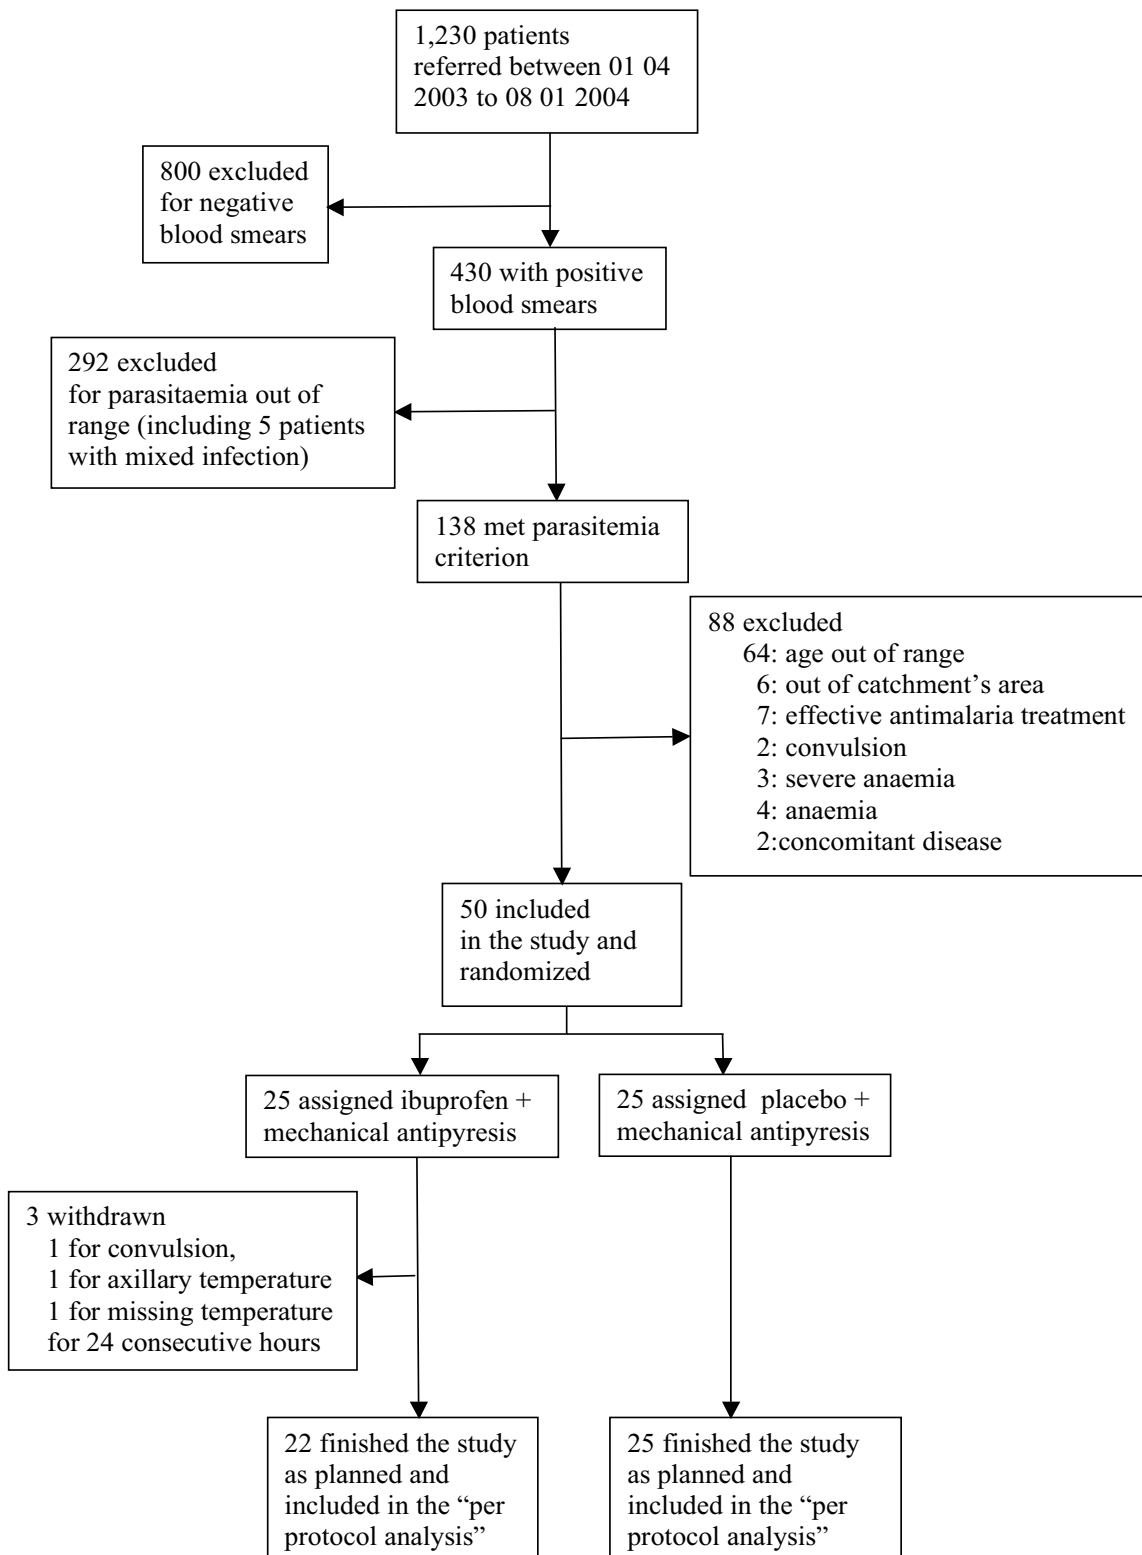 1,230 patients
referred between 01 04
2003 to 08 01 2004
800 excluded
for negative
blood smears
430 with positive
blood smears
292 excluded
for parasitaemia out of
range (including 5 patients
with mixed infection)
138 met parasitemia
criterion
88 excluded
64: age out of range
6: out of catchment’s area
7: effective antimalaria treatment
2: convulsion
3: severe anaemia
4: anaemia
2:concomitant disease
50 included
in the study and
randomized
25 assigned ibuprofen +
mechanical antipyresis
25 assigned  placebo +
mechanical antipyresis
3 withdrawn
1 for convulsion,
1 for axillary temperature
1 for missing temperature
for 24 consecutive hours
22 finished the study
as planned and
included in the “per
protocol analysis”
25 finished the study
as planned and
included in the “per
protocol analysis”